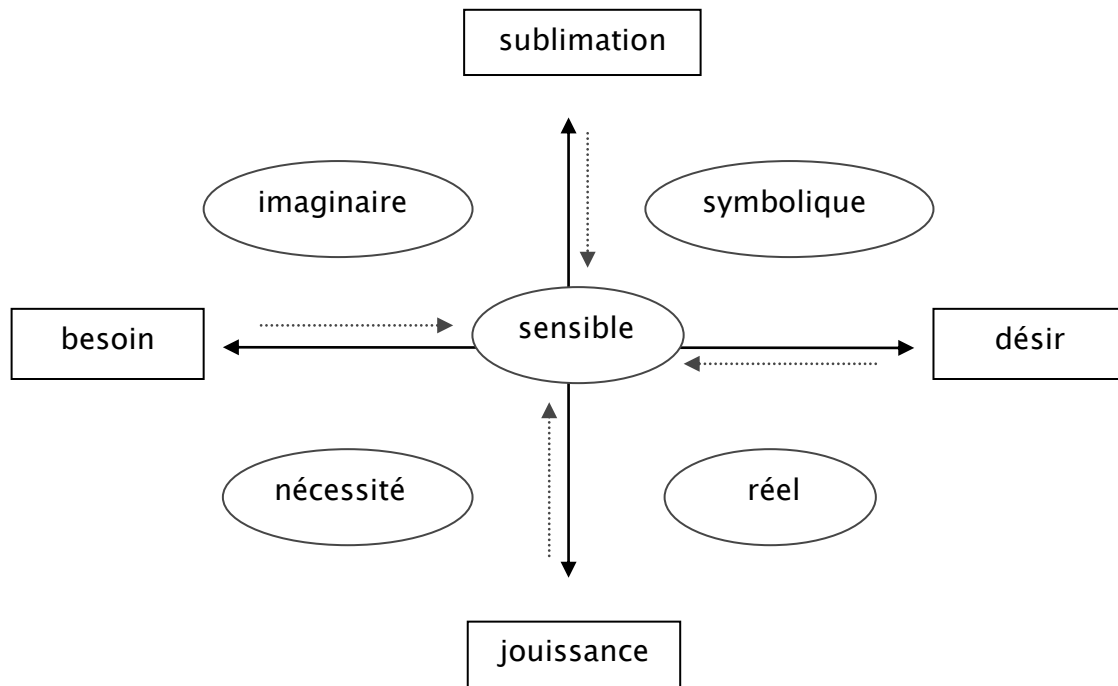 sublimation
imaginaire
symbolique
besoin
sensible
désir
nécessité
réel
jouissance